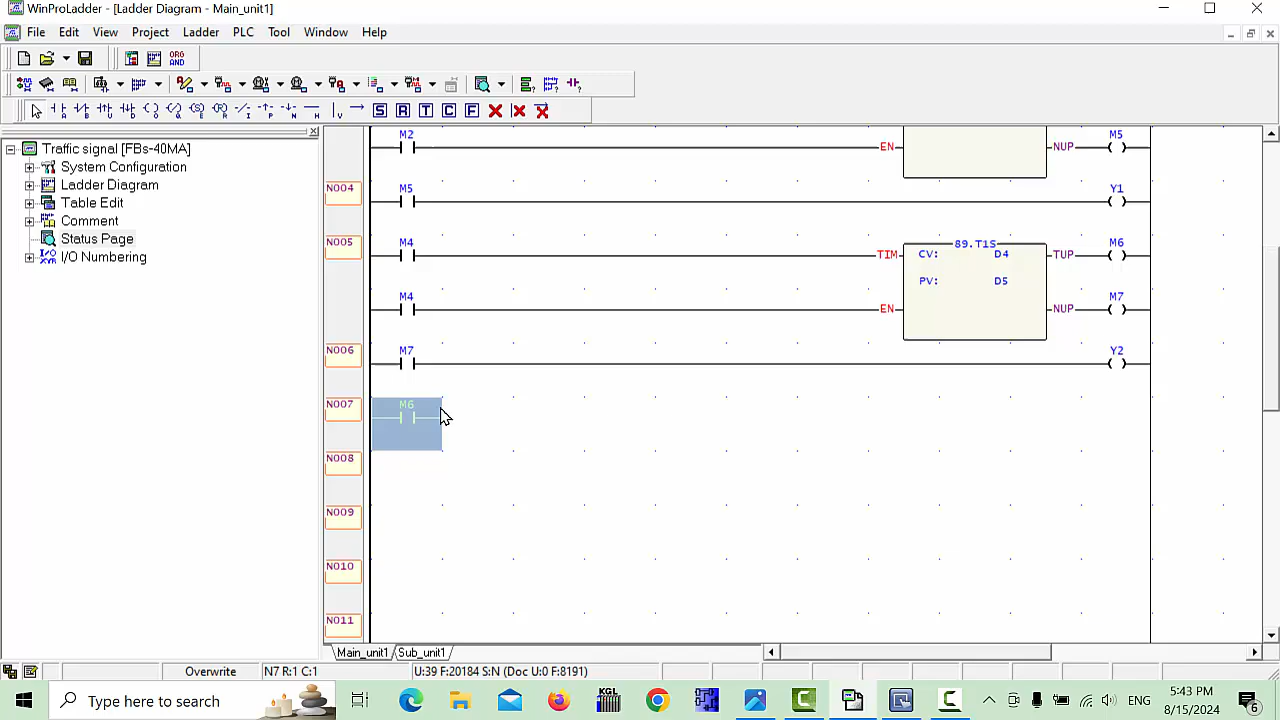 WinProLadder - [Ladder Diagram - Main_unit1]
File Edit View Project Ladder PLC Tool Window Help
ORG
AND
A B U D O Q S R I P N H V S R T C F
Traffic signal [FBs-40MA]
System Configuration
Ladder Diagram
Table Edit
Comment
Status Page
I/O Numbering
M2 EN NUP M5
N004 M5 Y1
N005 M4 TIM 89.T1S CV: D4 TUP M6
PV: D5
M4 EN NUP M7
N006 M7 Y2
N007 M6
N008
N009
N010
N011
Main_unit1 Sub_unit1
Overwrite N7 R:1 C:1 U:39 F:20184 S:N (Doc U:0 F:8191)
Type here to search
KGL
ENG
5:43 PM
8/15/2024
6